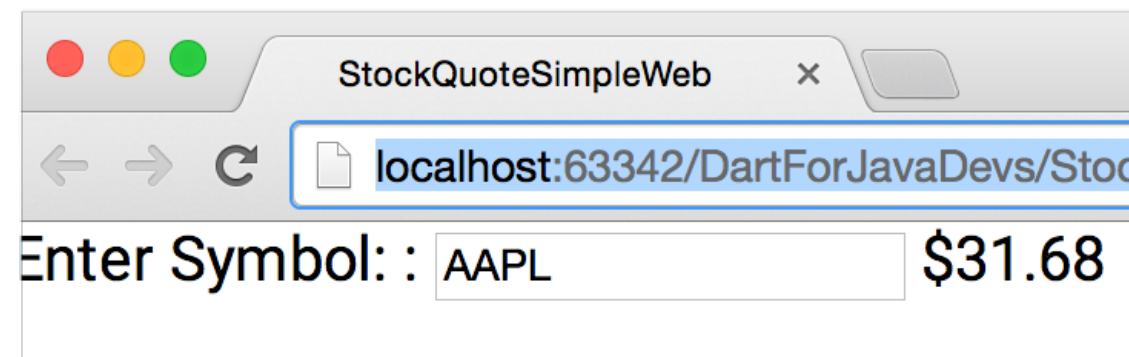 StockQuoteSimpleWeb
localhost:63342/DartForJavaDevs/Stoc
Enter Symbol: : AAPL $31.68